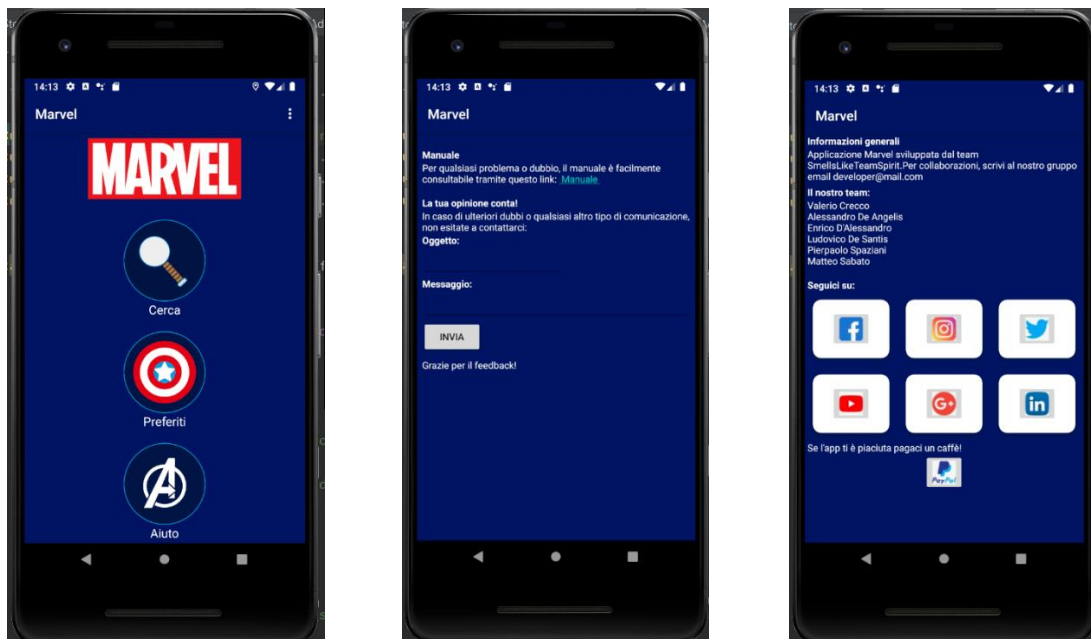 14:13
Marvel
MARVEL
Cerca
Preferiti
Aiuto
14:13
Marvel
Manuale
Per qualsiasi problema o dubbio, il manuale è facilmente
consultabile tramite questo link: Manuale
La tua opinione conta!
In caso di ulteriori dubbi o qualsiasi altro tipo di comunicazione,
non esitate a contattarci:
Oggetto:
Messaggio:
INVIA
Grazie per il feedback!
14:13
Marvel
Informazioni generali
Applicazione Marvel sviluppata dal team
SmellsLikeTeamSpirit.Per collaborazioni, scrivi al nostro gruppo
email developer@mail.com
Il nostro team:
Valerio Crecco
Alessandro De Angelis
Enrico D'Alessandro
Ludovico De Santis
Pierpaolo Spaziani
Matteo Sabato
Seguici su:
f
G+
in
Se l'app ti è piaciuta pagaci un caffè!
PayPal